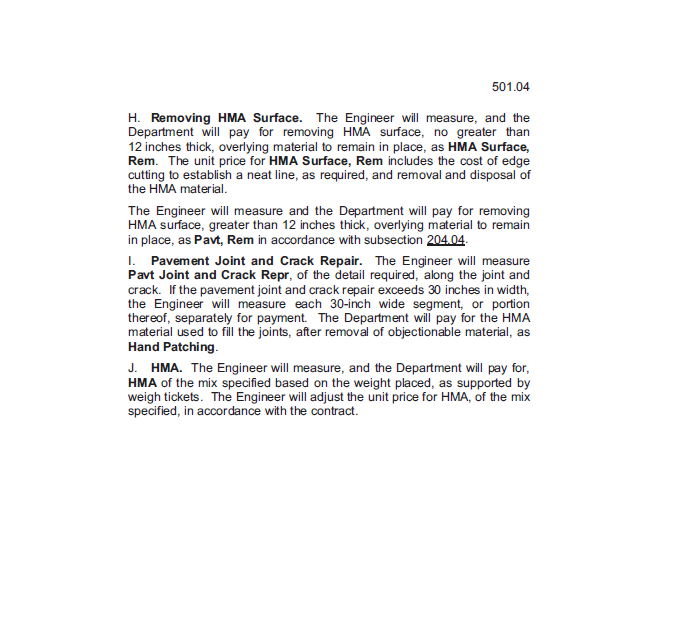 501.04
H. Removing HMA Surface. The Engineer will measure, and the
Department will pay for removing HMA surface, no greater than
12 inches thick, overlying material to remain in place, as HMA Surface,
Rem. The unit price for HMA Surface, Rem includes the cost of edge
cutting to establish a neat line, as required, and removal and disposal of
the HMA material.
The Engineer will measure and the Department will pay for removing
HMA surface, greater than 12 inches thick, overlying material to remain
in place, as Pavt, Rem in accordance with subsection 204.04.
I. Pavement Joint and Crack Repair. The Engineer will measure
Pavt Joint and Crack Repr, of the detail required, along the joint and
crack. If the pavement joint and crack repair exceeds 30 inches in width,
the Engineer will measure each 30-inch wide segment, or portion
thereof, separately for payment. The Department will pay for the HMA
material used to fill the joints, after removal of objectionable material, as
Hand Patching.
J. HMA. The Engineer will measure, and the Department will pay for,
HMA of the mix specified based on the weight placed, as supported by
weigh tickets. The Engineer will adjust the unit price for HMA, of the mix
specified, in accordance with the contract.